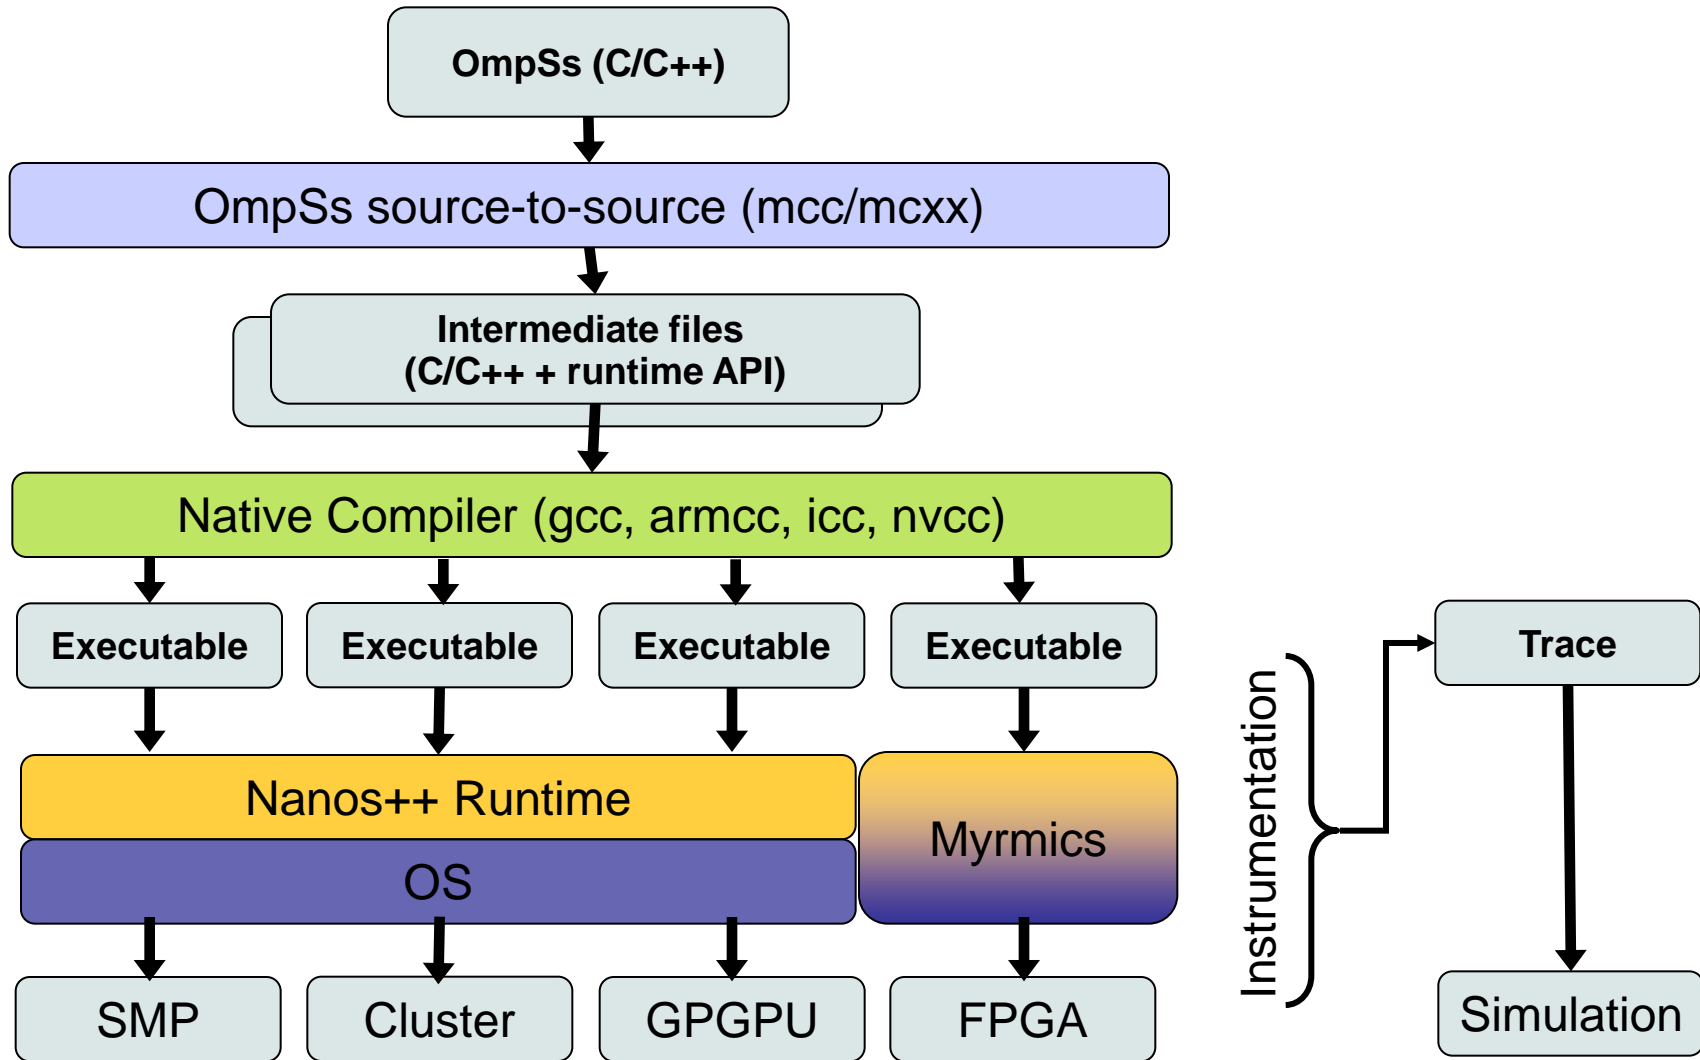 OmpSs (C/C++)
OmpSs source-to-source (mcc/mcxx)
Intermediate files
(C/C++ + runtime API)
Native Compiler (gcc, armcc, icc, nvcc)
Executable
Executable
Executable
Executable
Trace
Instrumentation
Nanos++ Runtime
Myrmics
OS
SMP
Cluster
GPGPU
FPGA
Simulation